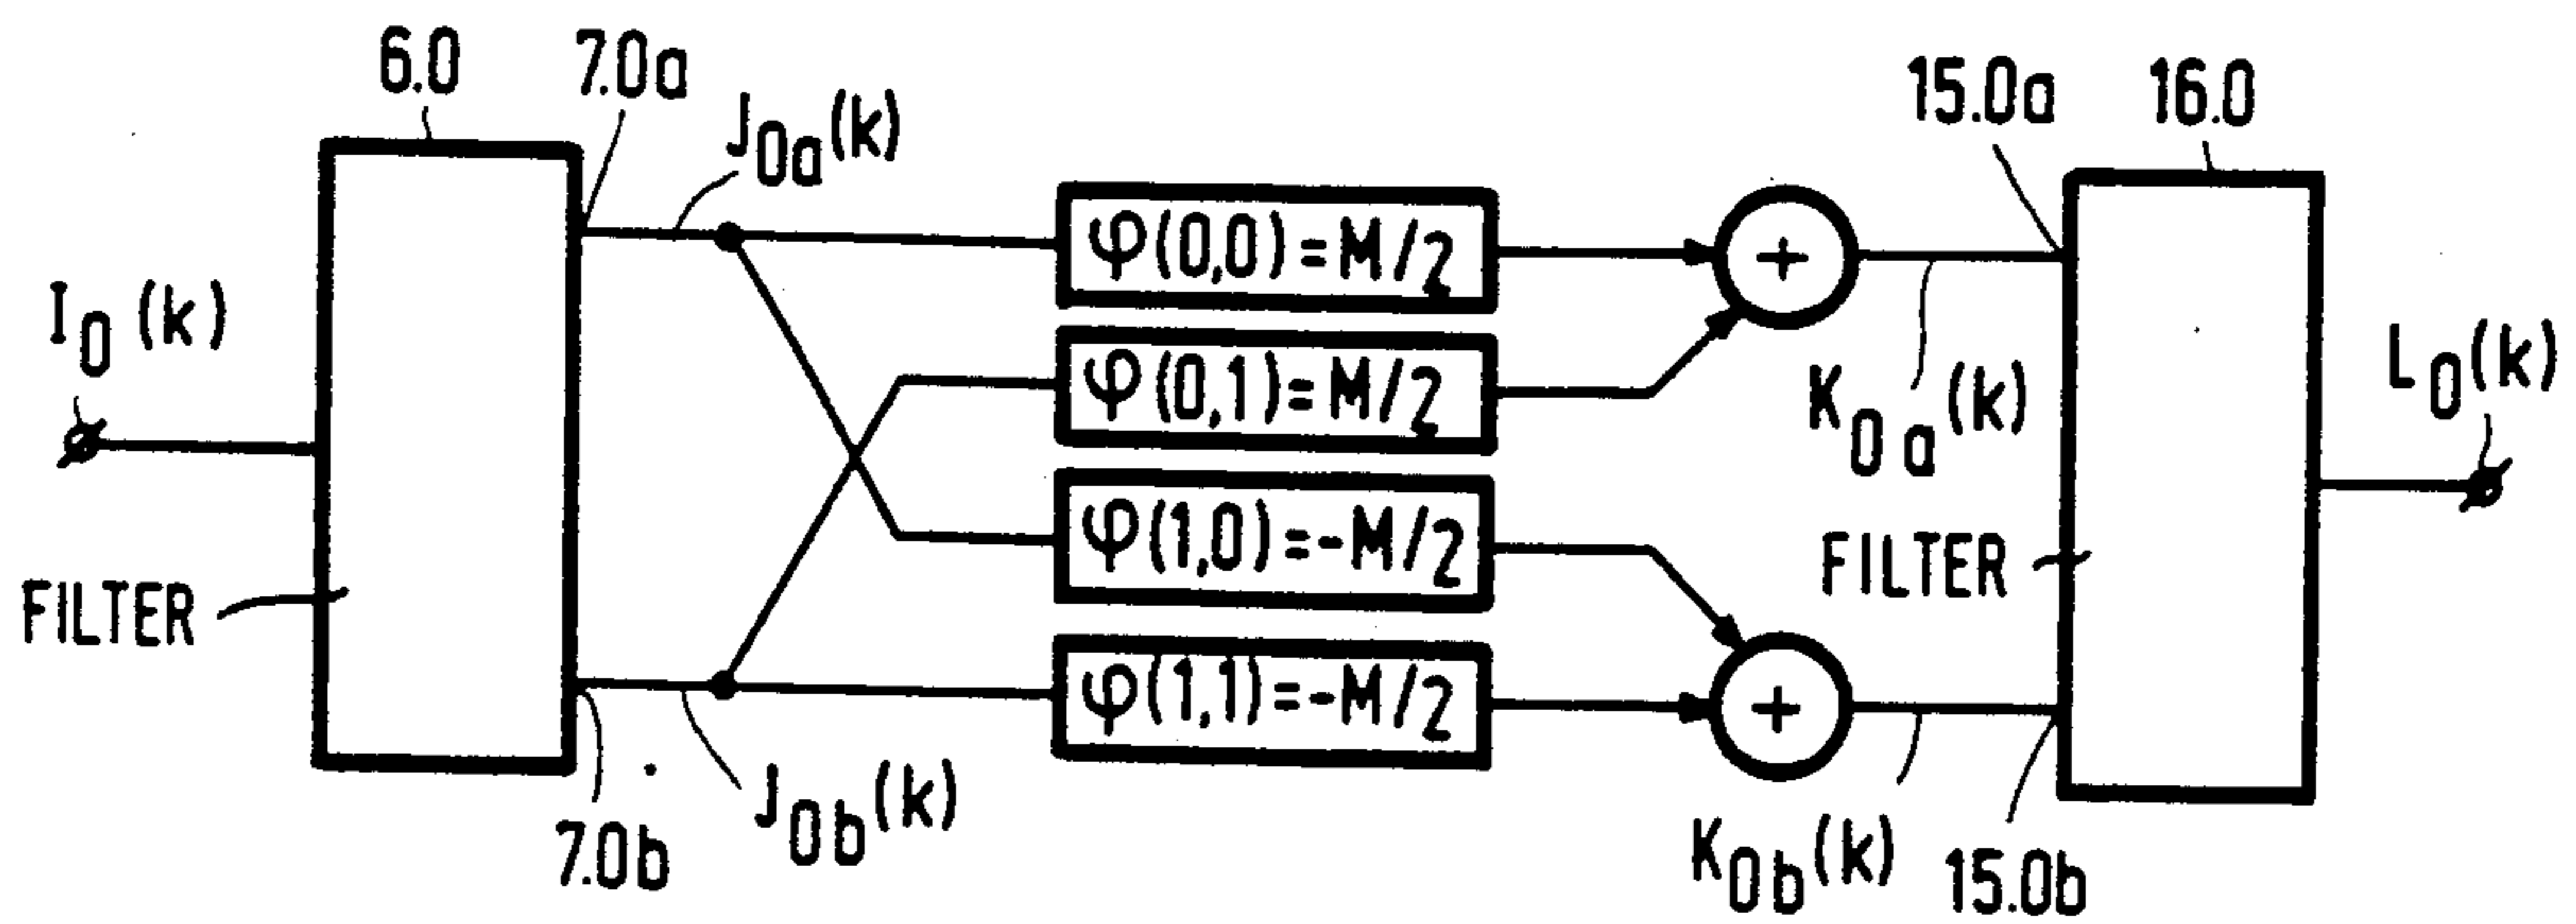 6.0
7.0a
J0a(k)
15.0a
16.0
φ(0,0)=M/2
I0(k)
φ(0,1)=M/2
K0a(k)
L0(k)
φ(1,0)=-M/2
FILTER
FILTER
φ(1,1)=-M/2
J0b(k)
7.0b
K0b(k)
15.0b
+
+